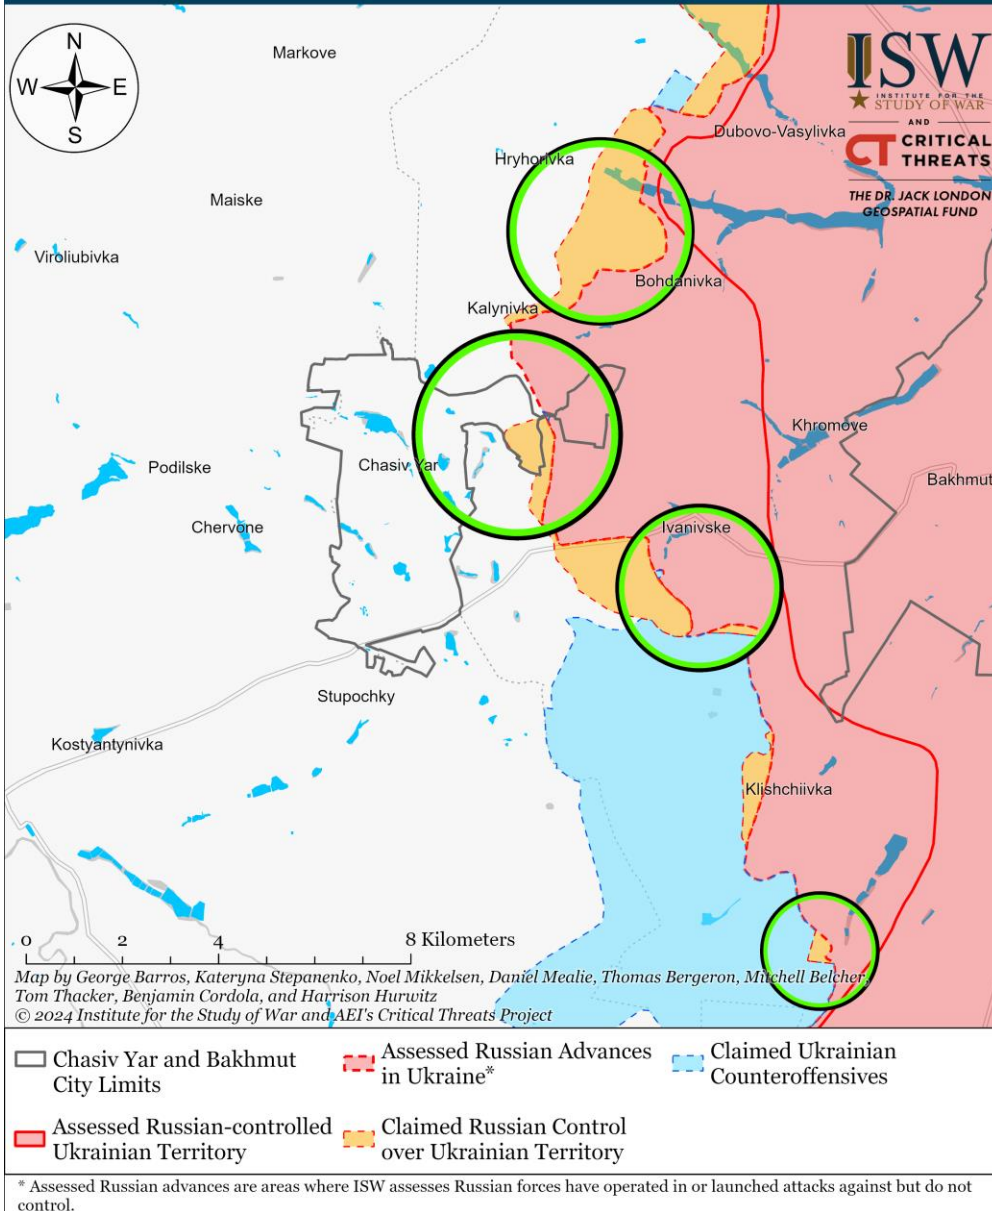 N
W
E
S
Markove
ISW
INSTITUTE FOR THE
STUDY OF WAR
AND
CT CRITICAL
THREATS
THE DR. JACK LONDON
GEOSPATIAL FUND
Dubovo-Vasylivka
Hryhorivka
Maiske
Viroliubivka
Bohdanivka
Kalynivka
Khromove
Podilske
Chasiv Yar
Bakhmut
Chervone
Ivanivske
Stupochky
Kostyantynivka
Klishchiivka
0 2 4 8 Kilometers
Map by George Barros, Kateryna Stepanenko, Noel Mikkelsen, Daniel Mealie, Thomas Bergeron, Mitchell Belcher,
Tom Thacker, Benjamin Cordola, and Harrison Hurwitz
© 2024 Institute for the Study of War and AEI's Critical Threats Project
Chasiv Yar and Bakhmut
City Limits
Assessed Russian Advances
in Ukraine*
Claimed Ukrainian
Counteroffensives
Assessed Russian-controlled
Ukrainian Territory
Claimed Russian Control
over Ukrainian Territory
* Assessed Russian advances are areas where ISW assesses Russian forces have operated in or launched attacks against but do not
control.